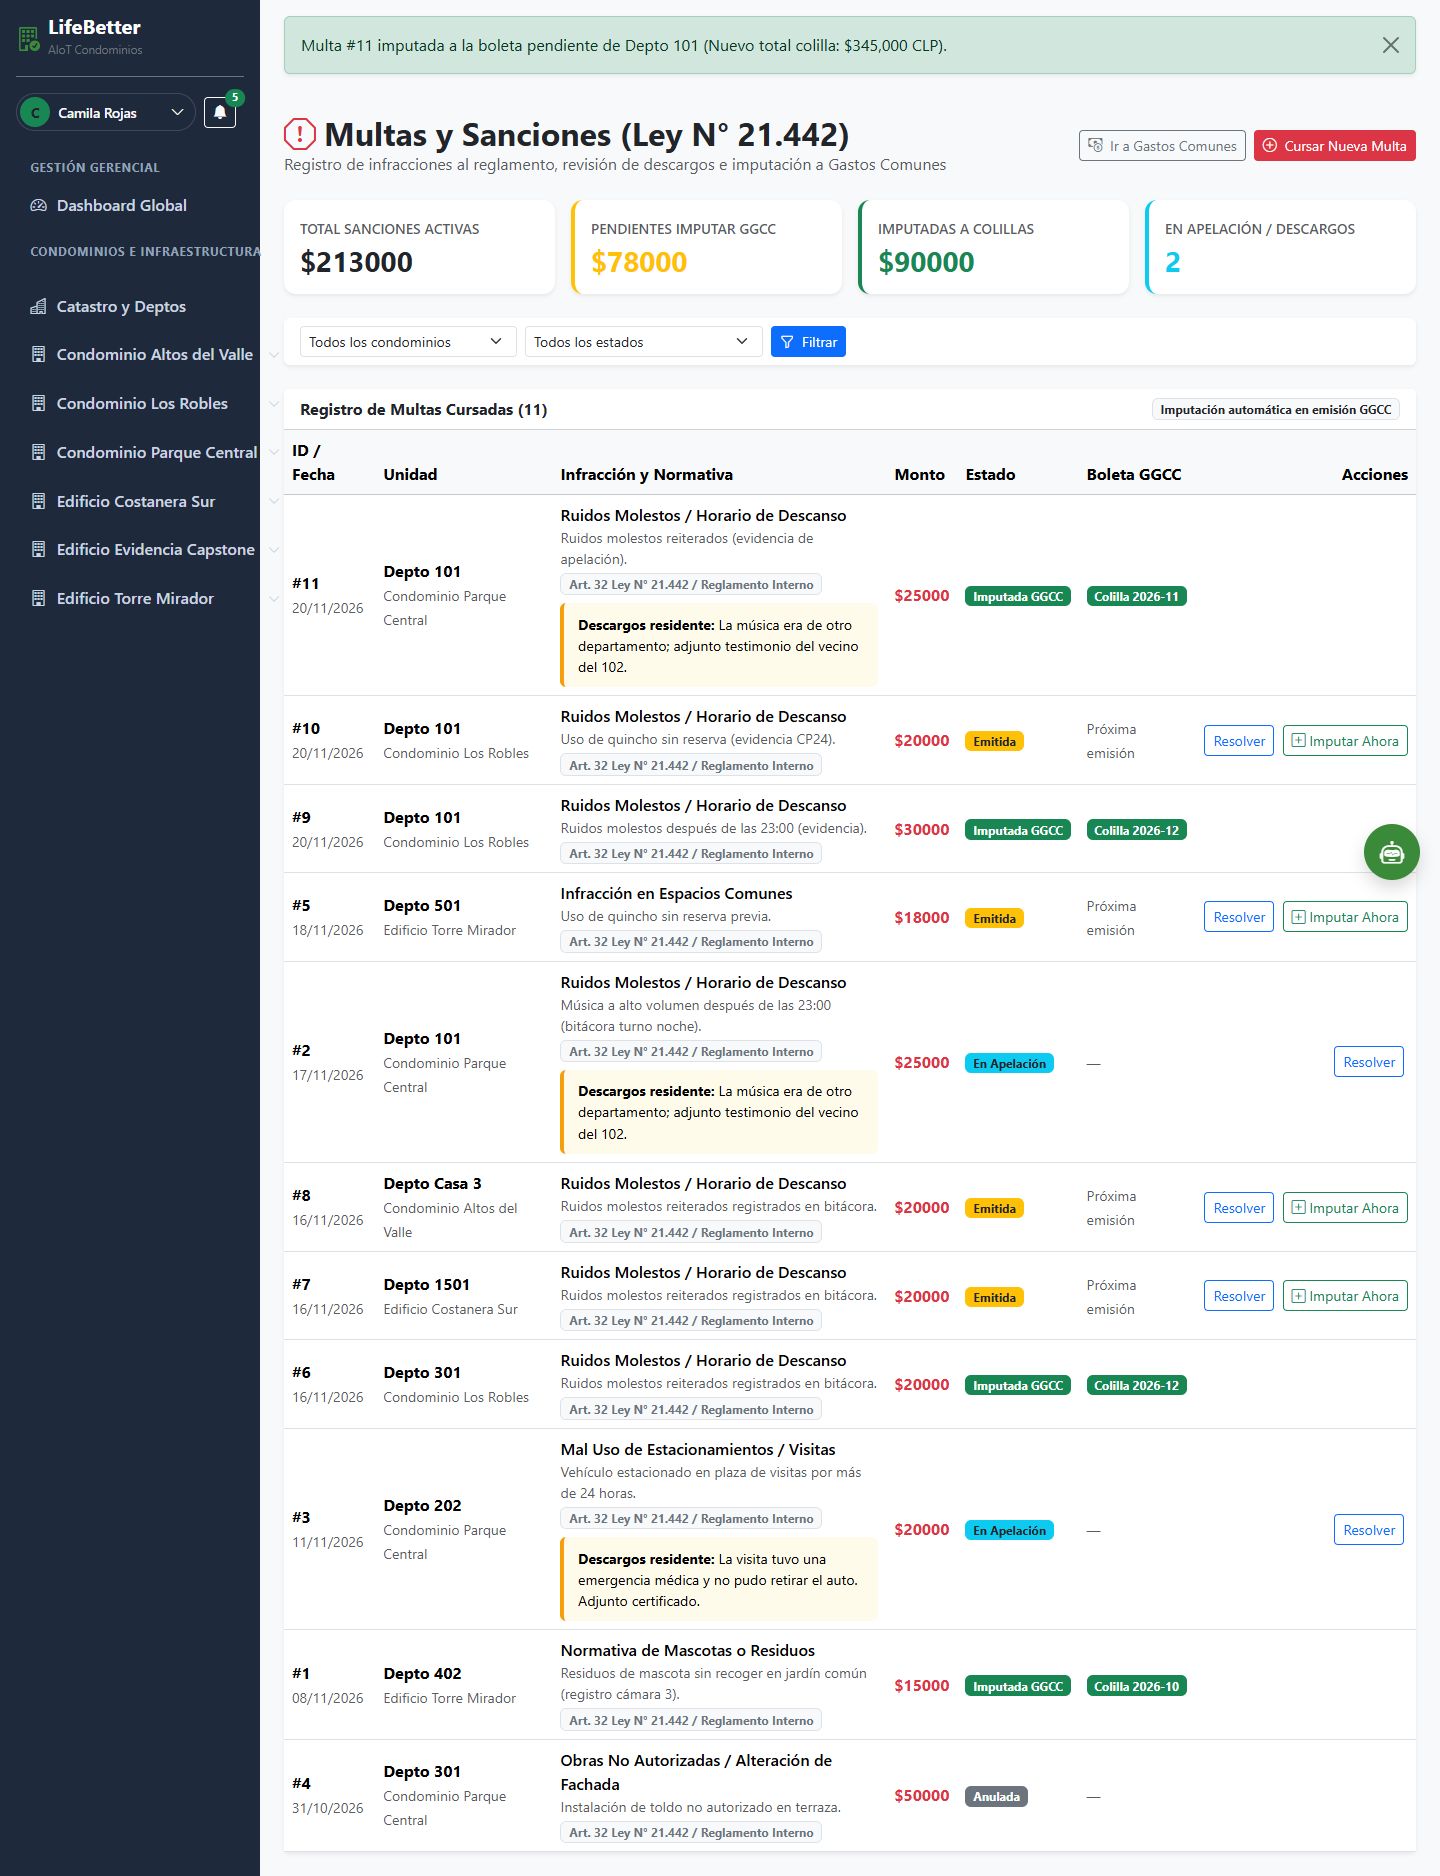 LifeBetter
AIoT Condominios
C
Camila Rojas
5
GESTIÓN GERENCIAL
Dashboard Global
CONDOMINIOS E INFRAESTRUCTURA
Catastro y Deptos
Condominio Altos del Valle
Condominio Los Robles
Condominio Parque Central
Edificio Costanera Sur
Edificio Evidencia Capstone
Edificio Torre Mirador
Multa #11 imputada a la boleta pendiente de Depto 101 (Nuevo total colilla: $345,000 CLP).
Multas y Sanciones (Ley N° 21.442)
Registro de infracciones al reglamento, revisión de descargos e imputación a Gastos Comunes
Ir a Gastos Comunes
Cursar Nueva Multa
TOTAL SANCIONES ACTIVAS
$213000
PENDIENTES IMPUTAR GGCC
$78000
IMPUTADAS A COLILLAS
$90000
EN APELACIÓN / DESCARGOS
2
Todos los condominios
Todos los estados
Filtrar
Registro de Multas Cursadas (11)
Imputación automática en emisión GGCC
ID /
Fecha
Unidad
Infracción y Normativa
Monto
Estado
Boleta GGCC
Acciones
#11
20/11/2026
Depto 101
Condominio Parque
Central
Ruidos Molestos / Horario de Descanso
Ruidos molestos reiterados (evidencia de
apelación).
Art. 32 Ley N° 21.442 / Reglamento Interno
Descargos residente: La música era de otro
departamento; adjunto testimonio del vecino
del 102.
$25000
Imputada GGCC
Colilla 2026-11
#10
20/11/2026
Depto 101
Condominio Los Robles
Ruidos Molestos / Horario de Descanso
Uso de quincho sin reserva (evidencia CP24).
Art. 32 Ley N° 21.442 / Reglamento Interno
$20000
Emitida
Próxima
emisión
Resolver
Imputar Ahora
#9
20/11/2026
Depto 101
Condominio Los Robles
Ruidos Molestos / Horario de Descanso
Ruidos molestos después de las 23:00 (evidencia).
Art. 32 Ley N° 21.442 / Reglamento Interno
$30000
Imputada GGCC
Colilla 2026-12
#5
18/11/2026
Depto 501
Edificio Torre Mirador
Infracción en Espacios Comunes
Uso de quincho sin reserva previa.
Art. 32 Ley N° 21.442 / Reglamento Interno
$18000
Emitida
Próxima
emisión
Resolver
Imputar Ahora
#2
17/11/2026
Depto 101
Condominio Parque
Central
Ruidos Molestos / Horario de Descanso
Música a alto volumen después de las 23:00
(bitácora turno noche).
Art. 32 Ley N° 21.442 / Reglamento Interno
Descargos residente: La música era de otro
departamento; adjunto testimonio del vecino
del 102.
$25000
En Apelación
—
Resolver
#8
16/11/2026
Depto Casa 3
Condominio Altos del
Valle
Ruidos Molestos / Horario de Descanso
Ruidos molestos reiterados registrados en bitácora.
Art. 32 Ley N° 21.442 / Reglamento Interno
$20000
Emitida
Próxima
emisión
Resolver
Imputar Ahora
#7
16/11/2026
Depto 1501
Edificio Costanera Sur
Ruidos Molestos / Horario de Descanso
Ruidos molestos reiterados registrados en bitácora.
Art. 32 Ley N° 21.442 / Reglamento Interno
$20000
Emitida
Próxima
emisión
Resolver
Imputar Ahora
#6
16/11/2026
Depto 301
Condominio Los Robles
Ruidos Molestos / Horario de Descanso
Ruidos molestos reiterados registrados en bitácora.
Art. 32 Ley N° 21.442 / Reglamento Interno
$20000
Imputada GGCC
Colilla 2026-12
#3
11/11/2026
Depto 202
Condominio Parque
Central
Mal Uso de Estacionamientos / Visitas
Vehículo estacionado en plaza de visitas por más
de 24 horas.
Art. 32 Ley N° 21.442 / Reglamento Interno
Descargos residente: La visita tuvo una
emergencia médica y no pudo retirar el auto.
Adjunto certificado.
$20000
En Apelación
—
Resolver
#1
08/11/2026
Depto 402
Edificio Torre Mirador
Normativa de Mascotas o Residuos
Residuos de mascota sin recoger en jardín común
(registro cámara 3).
Art. 32 Ley N° 21.442 / Reglamento Interno
$15000
Imputada GGCC
Colilla 2026-10
#4
31/10/2026
Depto 301
Condominio Parque
Central
Obras No Autorizadas / Alteración de
Fachada
Instalación de toldo no autorizado en terraza.
Art. 32 Ley N° 21.442 / Reglamento Interno
$50000
Anulada
—